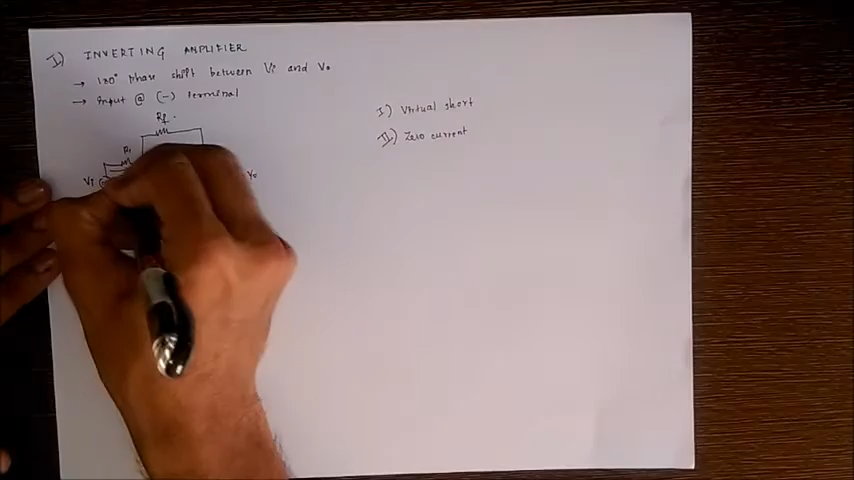 I) INVERTING AMPLIFIER
→ 180° phase shift between Vi and Vo
→ Input @ (-) terminal
Rf
R1
Vi
Vo
I) Virtual short
II) Zero current